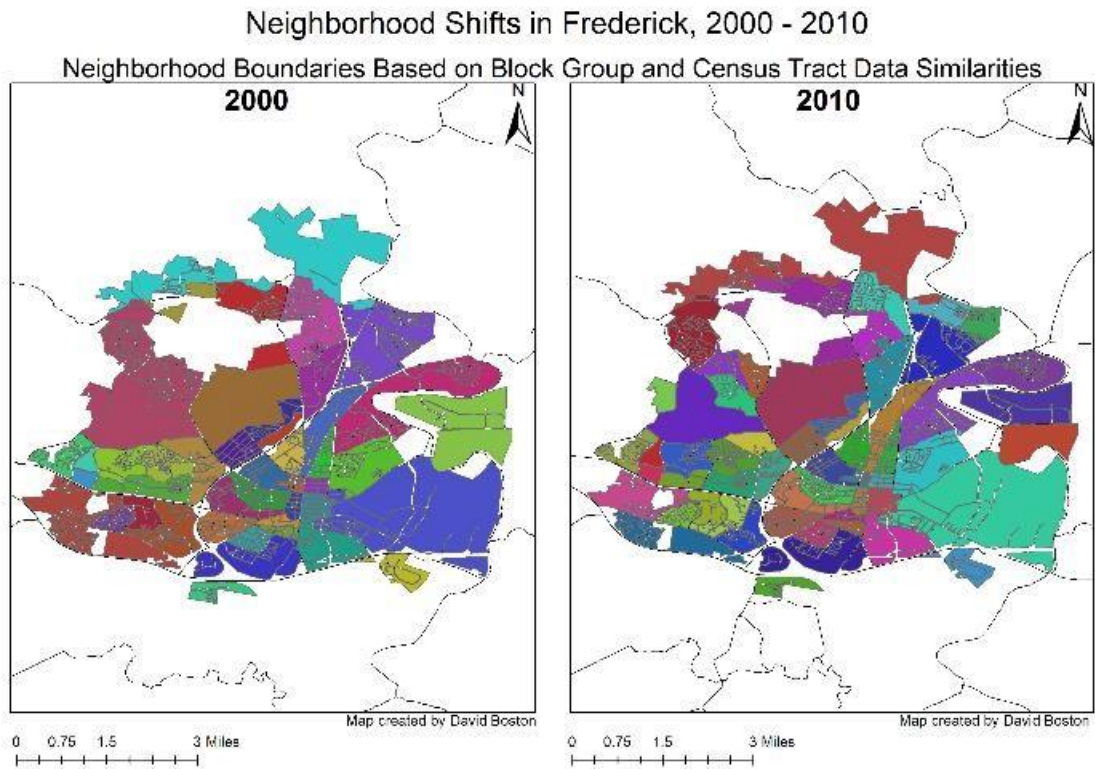 Neighborhood Shifts in Frederick, 2000 - 2010
Neighborhood Boundaries Based on Block Group and Census Tract Data Similarities
2000
N
2010
N
Map created by David Boston
Map created by David Boston
0 0.75 1.5 3 Miles
0 0.75 1.5 3 Miles